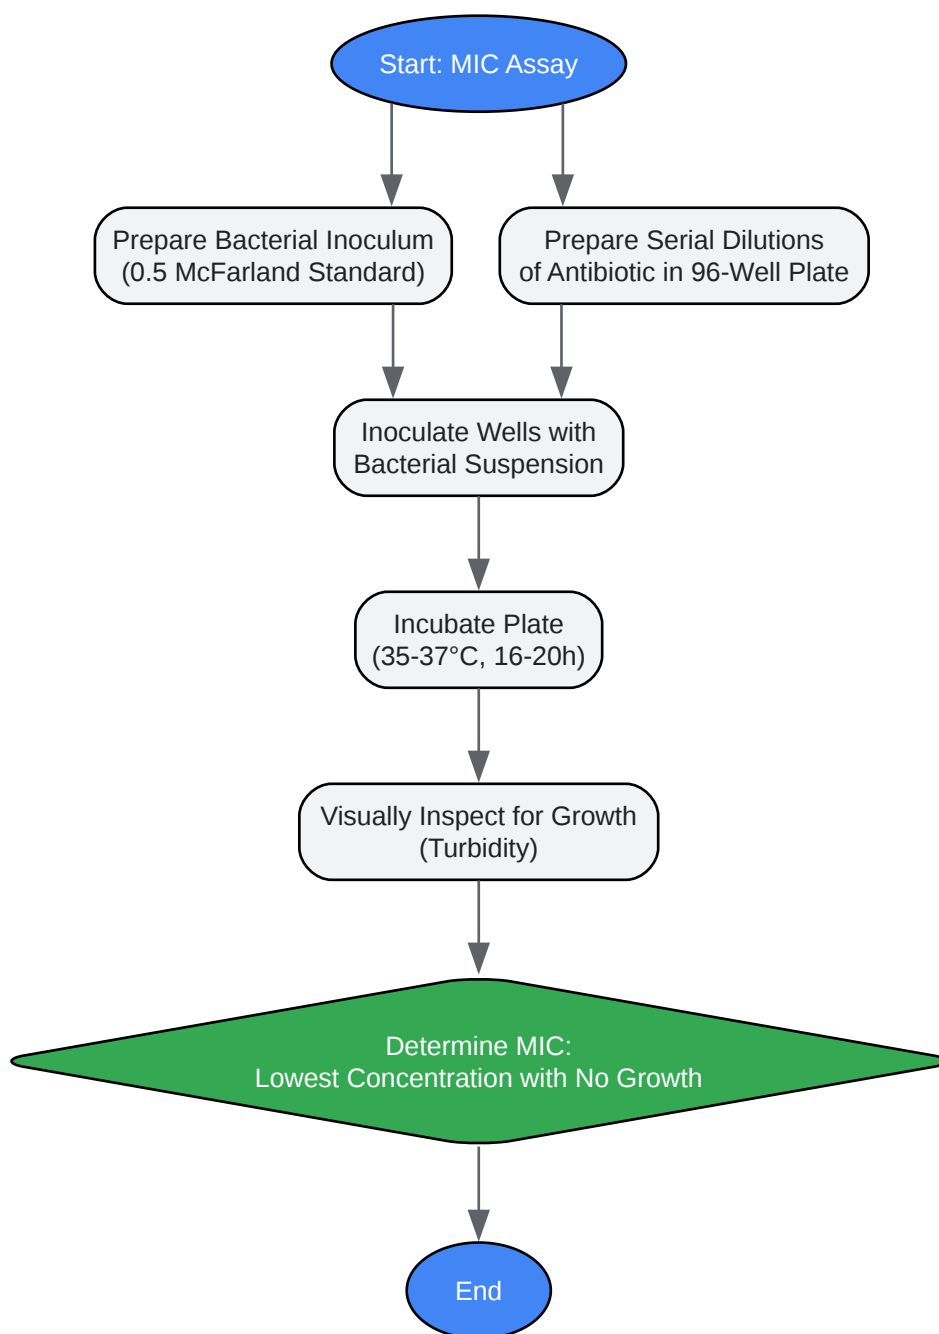 Start: MIC Assay
Prepare Bacterial Inoculum
(0.5 McFarland Standard)
Prepare Serial Dilutions
of Antibiotic in 96-Well Plate
Inoculate Wells with
Bacterial Suspension
Incubate Plate
(35-37°C, 16-20h)
Visually Inspect for Growth
(Turbidity)
Determine MIC:
Lowest Concentration with No Growth
End